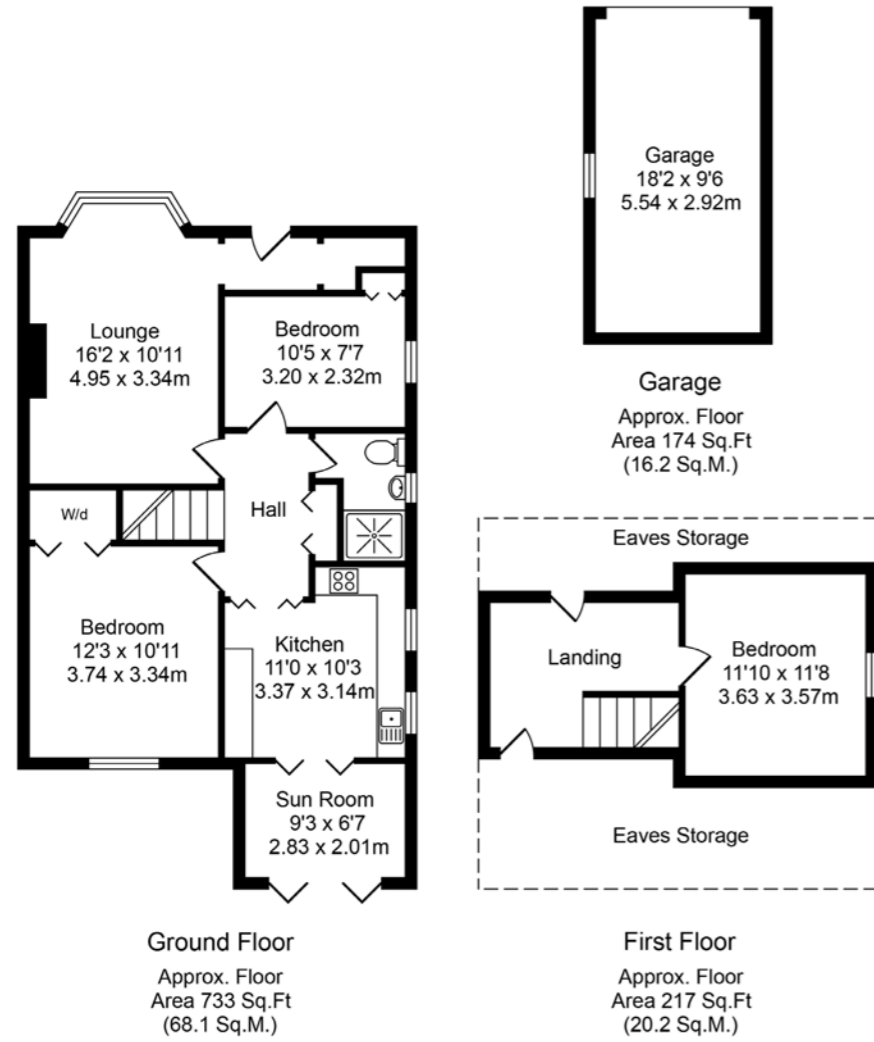 Garage
18'2 x 9'6
5.54 x 2.92m
Garage
Approx. Floor
Area 174 Sq.Ft
(16.2 Sq.M.)
Lounge
16'2 x 10'11
4.95 x 3.34m
Bedroom
10'5 x 7'7
3.20 x 2.32m
W/d
Hall
Bedroom
12'3 x 10'11
3.74 x 3.34m
Kitchen
11'0 x 10'3
3.37 x 3.14m
Sun Room
9'3 x 6'7
2.83 x 2.01m
Ground Floor
Approx. Floor
Area 733 Sq.Ft
(68.1 Sq.M.)
Eaves Storage
Landing
Bedroom
11'10 x 11'8
3.63 x 3.57m
Eaves Storage
First Floor
Approx. Floor
Area 217 Sq.Ft
(20.2 Sq.M.)